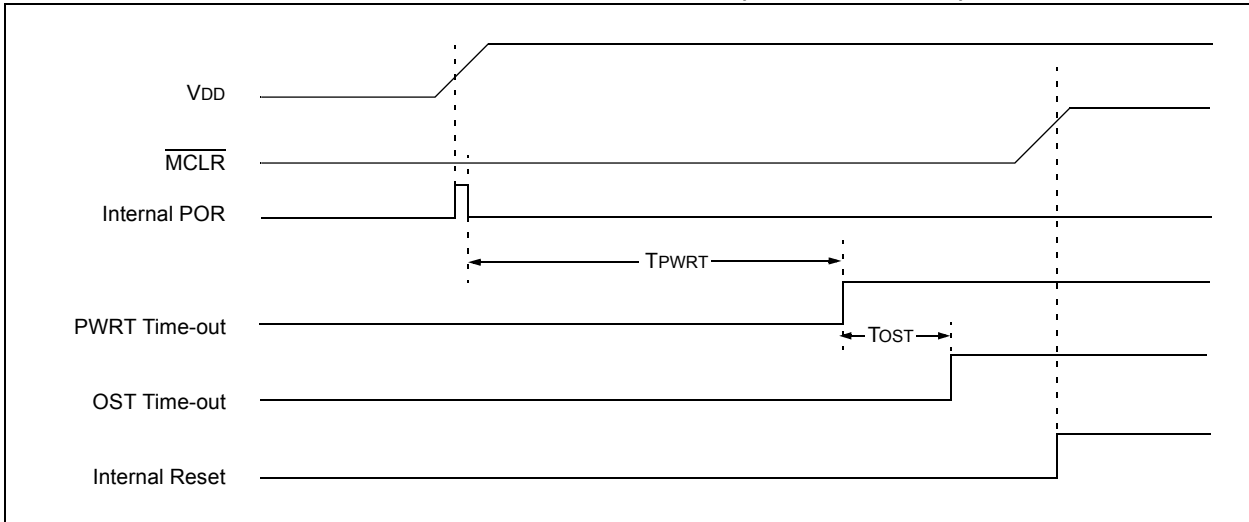 VDD
MCLR
Internal POR
TPWRT
PWRT Time-out
TOST
OST Time-out
Internal Reset